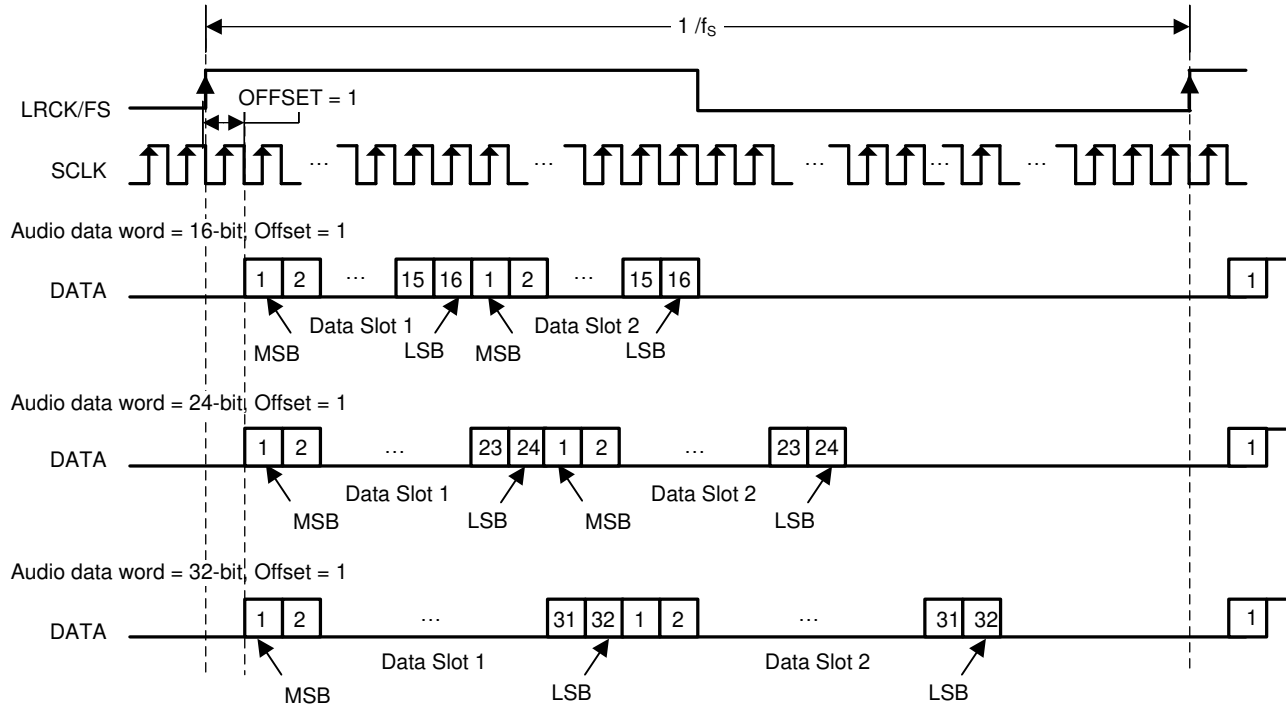 1 /fS
LRCK/FS
OFFSET = 1
SCLK
... ... ... ... ...
Audio data word = 16-bit, Offset = 1
DATA
1 2 ... 15 16 1 2 ... 15 16 1
Data Slot 1 Data Slot 2
MSB LSB MSB LSB
Audio data word = 24-bit, Offset = 1
DATA
1 2 ... 23 24 1 2 ... 23 24 1
Data Slot 1 Data Slot 2
MSB LSB MSB LSB
Audio data word = 32-bit, Offset = 1
DATA
1 2 ... 31 32 1 2 ... 31 32 1
Data Slot 1 Data Slot 2
MSB LSB LSB